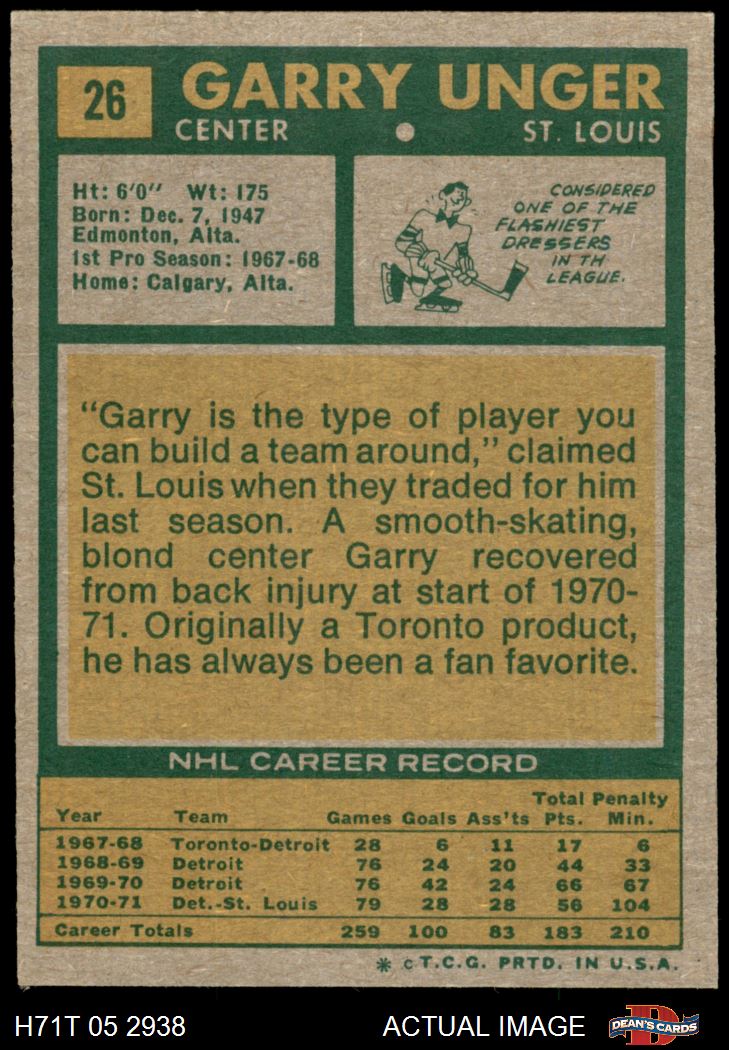 26
GARRY UNGER
CENTER ST. LOUIS
Ht: 6'0'' Wt: 175
Born: Dec. 7, 1947
Edmonton, Alta.
1st Pro Season: 1967-68
Home: Calgary, Alta.
CONSIDERED
ONE OF THE
FLASHIEST
DRESSERS
IN TH
LEAGUE.
"Garry is the type of player you
can build a team around," claimed
St. Louis when they traded for him
last season. A smooth-skating,
blond center Garry recovered
from back injury at start of 1970-
71. Originally a Toronto product,
he has always been a fan favorite.
NHL CAREER RECORD
Total Penalty
Year Team Games Goals Ass'ts Pts. Min.
1967-68 Toronto-Detroit 28 6 11 17 6
1968-69 Detroit 76 24 20 44 33
1969-70 Detroit 76 42 24 66 67
1970-71 Det.-St. Louis 79 28 28 56 104
Career Totals 259 100 83 183 210
* c T.C.G. PRTD. IN U.S.A.
H71T 05 2938 ACTUAL IMAGE D DEAN'S CARDS